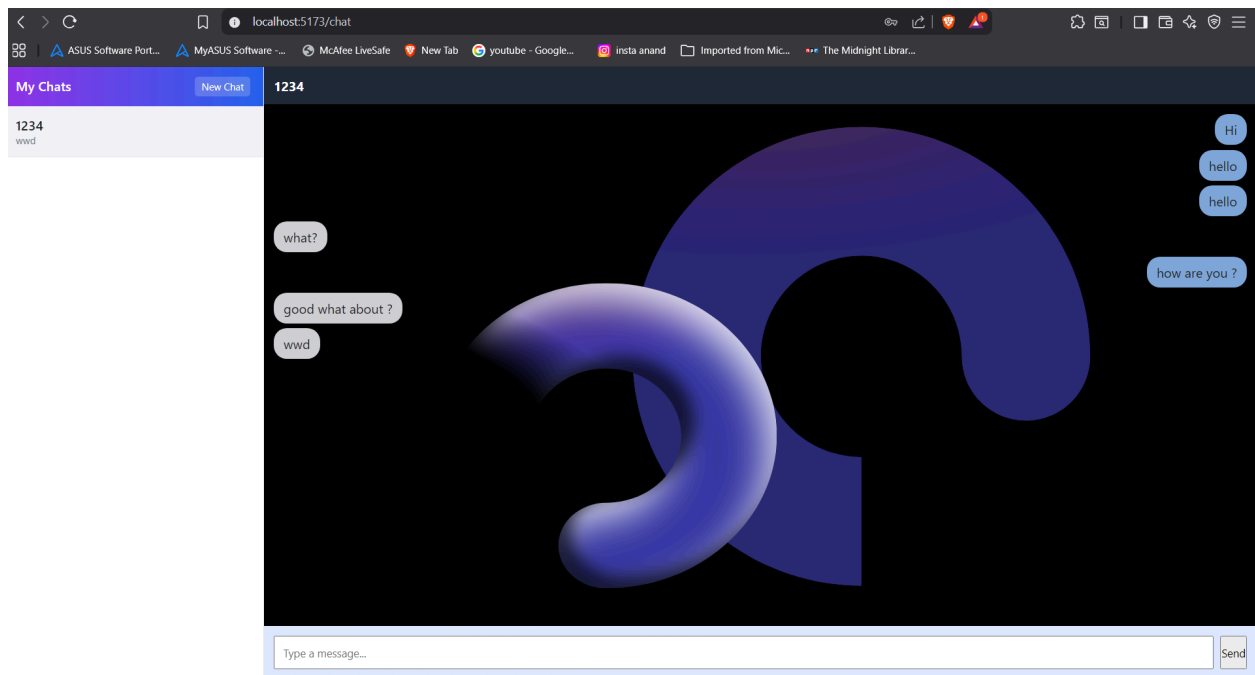 localhost:5173/chat
ASUS Software Port...
MyASUS Software -...
McAfee LiveSafe
New Tab
youtube - Google...
insta anand
Imported from Mic...
The Midnight Librar...
My Chats
New Chat
1234
1234
wwd
Hi
hello
hello
what?
how are you ?
good what about ?
wwd
Type a message...
Send